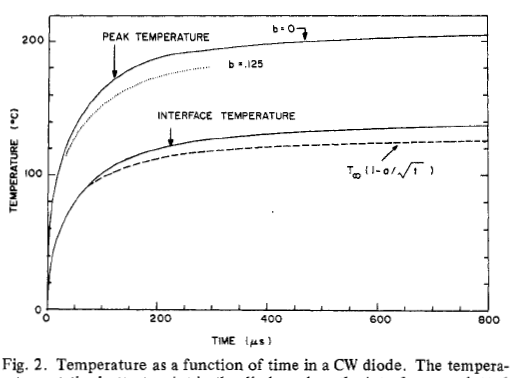 200
PEAK TEMPERATURE
b=0
b=.125
INTERFACE TEMPERATURE
TEMPERATURE (°C)
100
T∞ (1-a/√t)
0
0
200
400
600
800
TIME (μs)
Fig. 2. Temperature as a function of time in a CW diode. The tempera-